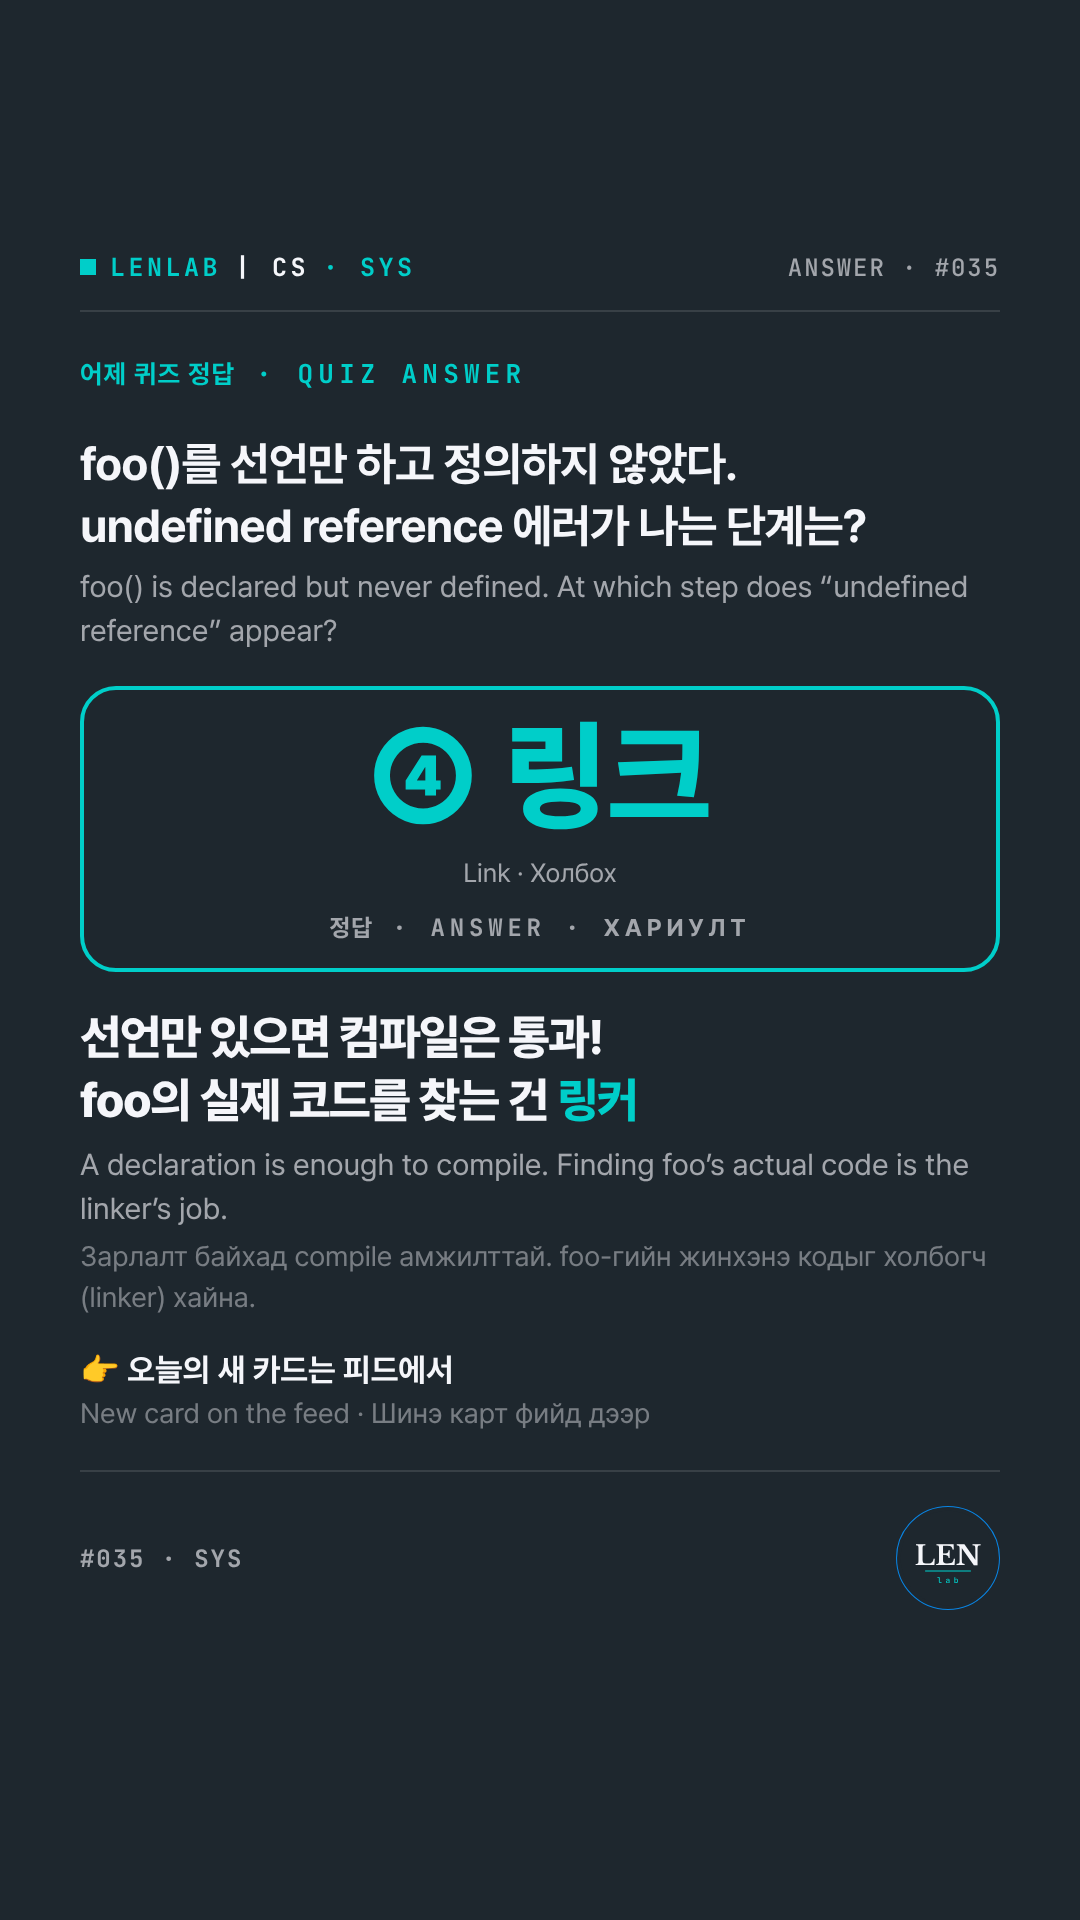 LENLAB | CS · SYS
ANSWER · #035
어제 퀴즈 정답 · QUIZ ANSWER
foo()를 선언만 하고 정의하지 않았다.
undefined reference 에러가 나는 단계는?
foo() is declared but never defined. At which step does “undefined
reference” appear?
④ 링크
Link · Холбох
정답 · ANSWER · ХАРИУЛТ
선언만 있으면 컴파일은 통과!
foo의 실제 코드를 찾는 건 링커
A declaration is enough to compile. Finding foo’s actual code is the
linker’s job.
Зарлалт байхад compile амжилттай. foo-гийн жинхэнэ кодыг холбогч
(linker) хайна.
👉 오늘의 새 카드는 피드에서
New card on the feed · Шинэ карт фийд дээр
#035 · SYS
LEN
lab